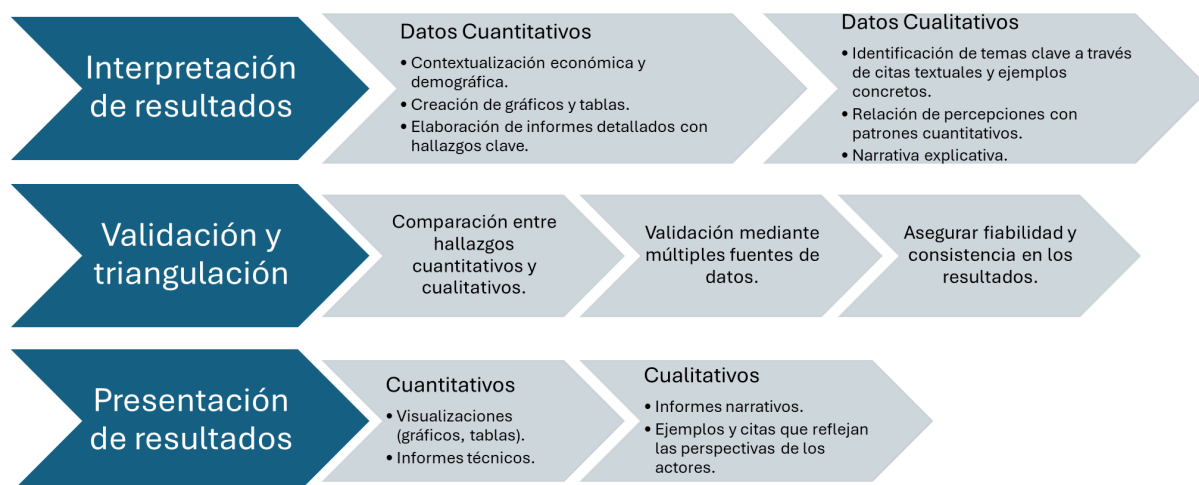 Interpretación
de resultados
Datos Cuantitativos
• Contextualización económica y
demográfica.
• Creación de gráficos y tablas.
• Elaboración de informes detallados con
hallazgos clave.
Datos Cualitativos
• Identificación de temas clave a través
de citas textuales y ejemplos
concretos.
• Relación de percepciones con
patrones cuantitativos.
• Narrativa explicativa.
Validación y
triangulación
Comparación entre
hallazgos
cuantitativos y
cualitativos.
Validación mediante
múltiples fuentes de
datos.
Asegurar fiabilidad y
consistencia en los
resultados.
Presentación
de resultados
Cuantitativos
• Visualizaciones
(gráficos, tablas).
• Informes técnicos.
Cualitativos
• Informes narrativos.
• Ejemplos y citas que reflejan
las perspectivas de los
actores.